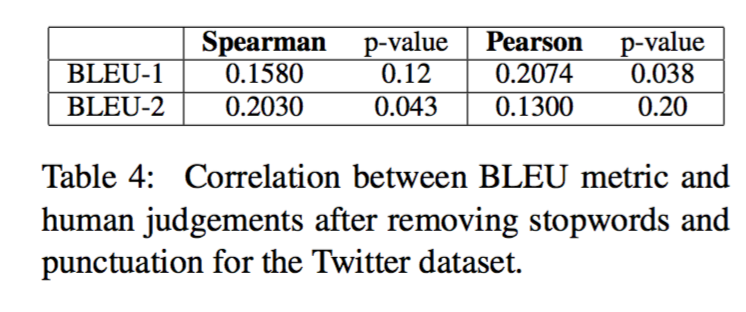 Spearman p-value Pearson p-value
BLEU-1 0.1580 0.12 0.2074 0.038
BLEU-2 0.2030 0.043 0.1300 0.20
Table 4: Correlation between BLEU metric and
human judgements after removing stopwords and
punctuation for the Twitter dataset.